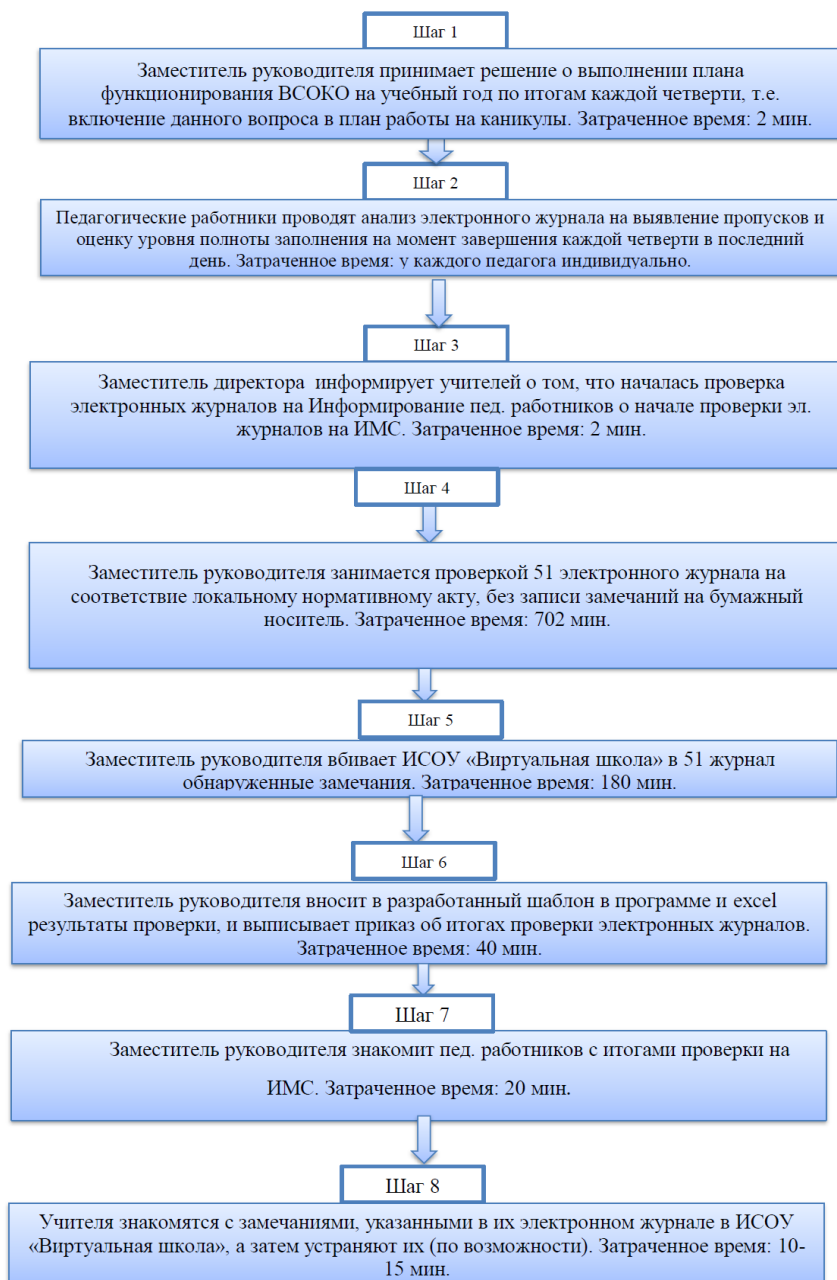 Шаг 1
Заместитель руководителя принимает решение о выполнении плана
функционирования ВСОКО на учебный год по итогам каждой четверти, т.е.
включение данного вопроса в план работы на каникулы. Затраченное время: 2 мин.
Шаг 2
Педагогические работники проводят анализ электронного журнала на выявление пропусков и
оценку уровня полноты заполнения на момент завершения каждой четверти в последний
день. Затраченное время: у каждого педагога индивидуально.
Шаг 3
Заместитель директора информирует учителей о том, что началась проверка
электронных журналов на Информирование пед. работников о начале проверки эл.
журналов на ИМС. Затраченное время: 2 мин.
Шаг 4
Заместитель руководителя занимается проверкой 51 электронного журнала на
соответствие локальному нормативному акту, без записи замечаний на бумажный
носитель. Затраченное время: 702 мин.
Шаг 5
Заместитель руководителя вбивает ИСОУ «Виртуальная школа» в 51 журнал
обнаруженные замечания. Затраченное время: 180 мин.
Шаг 6
Заместитель руководителя вносит в разработанный шаблон в программе и excel
результаты проверки, и выписывает приказ об итогах проверки электронных журналов.
Затраченное время: 40 мин.
Шаг 7
Заместитель руководителя знакомит пед. работников с итогами проверки на
ИМС. Затраченное время: 20 мин.
Шаг 8
Учителя знакомятся с замечаниями, указанными в их электронном журнале в ИСОУ
«Виртуальная школа», а затем устраняют их (по возможности). Затраченное время: 10-
15 мин.